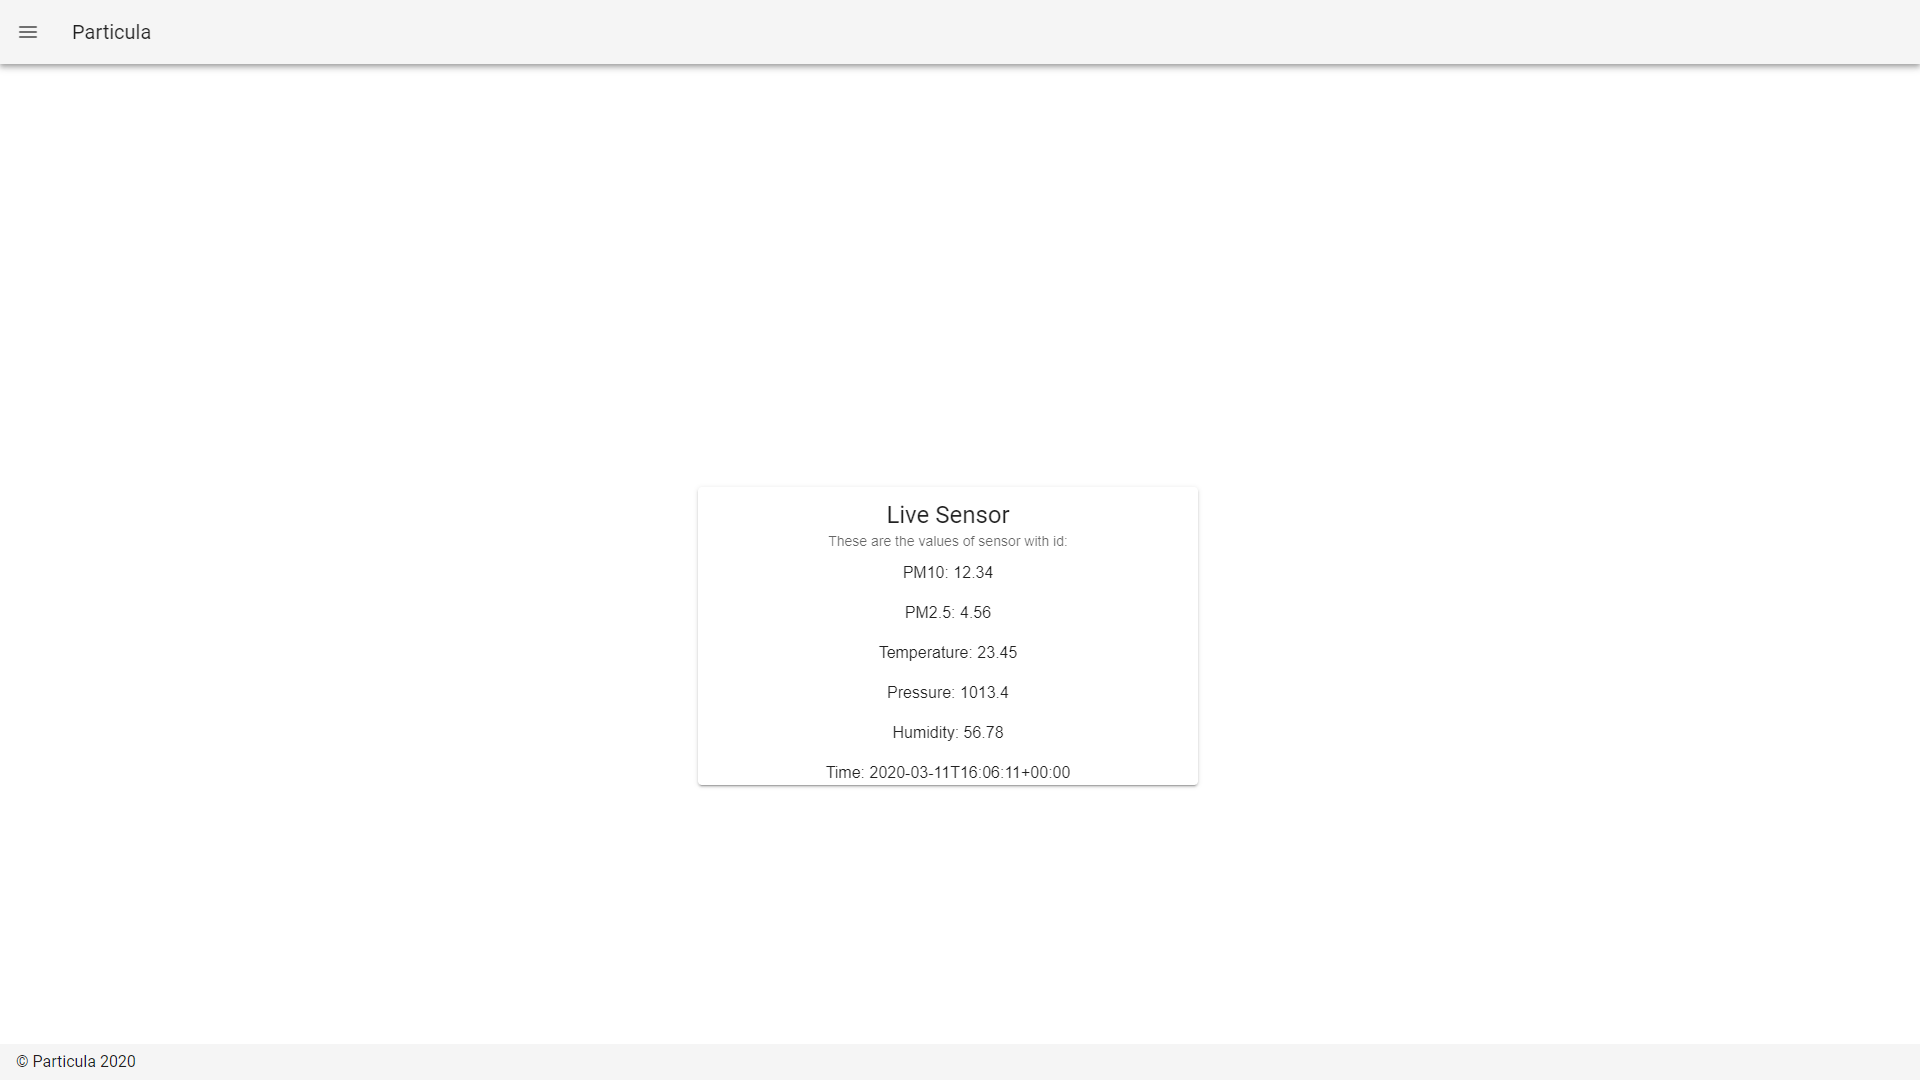 Particula
Live Sensor
These are the values of sensor with id:
PM10: 12.34
PM2.5: 4.56
Temperature: 23.45
Pressure: 1013.4
Humidity: 56.78
Time: 2020-03-11T16:06:11+00:00
© Particula 2020